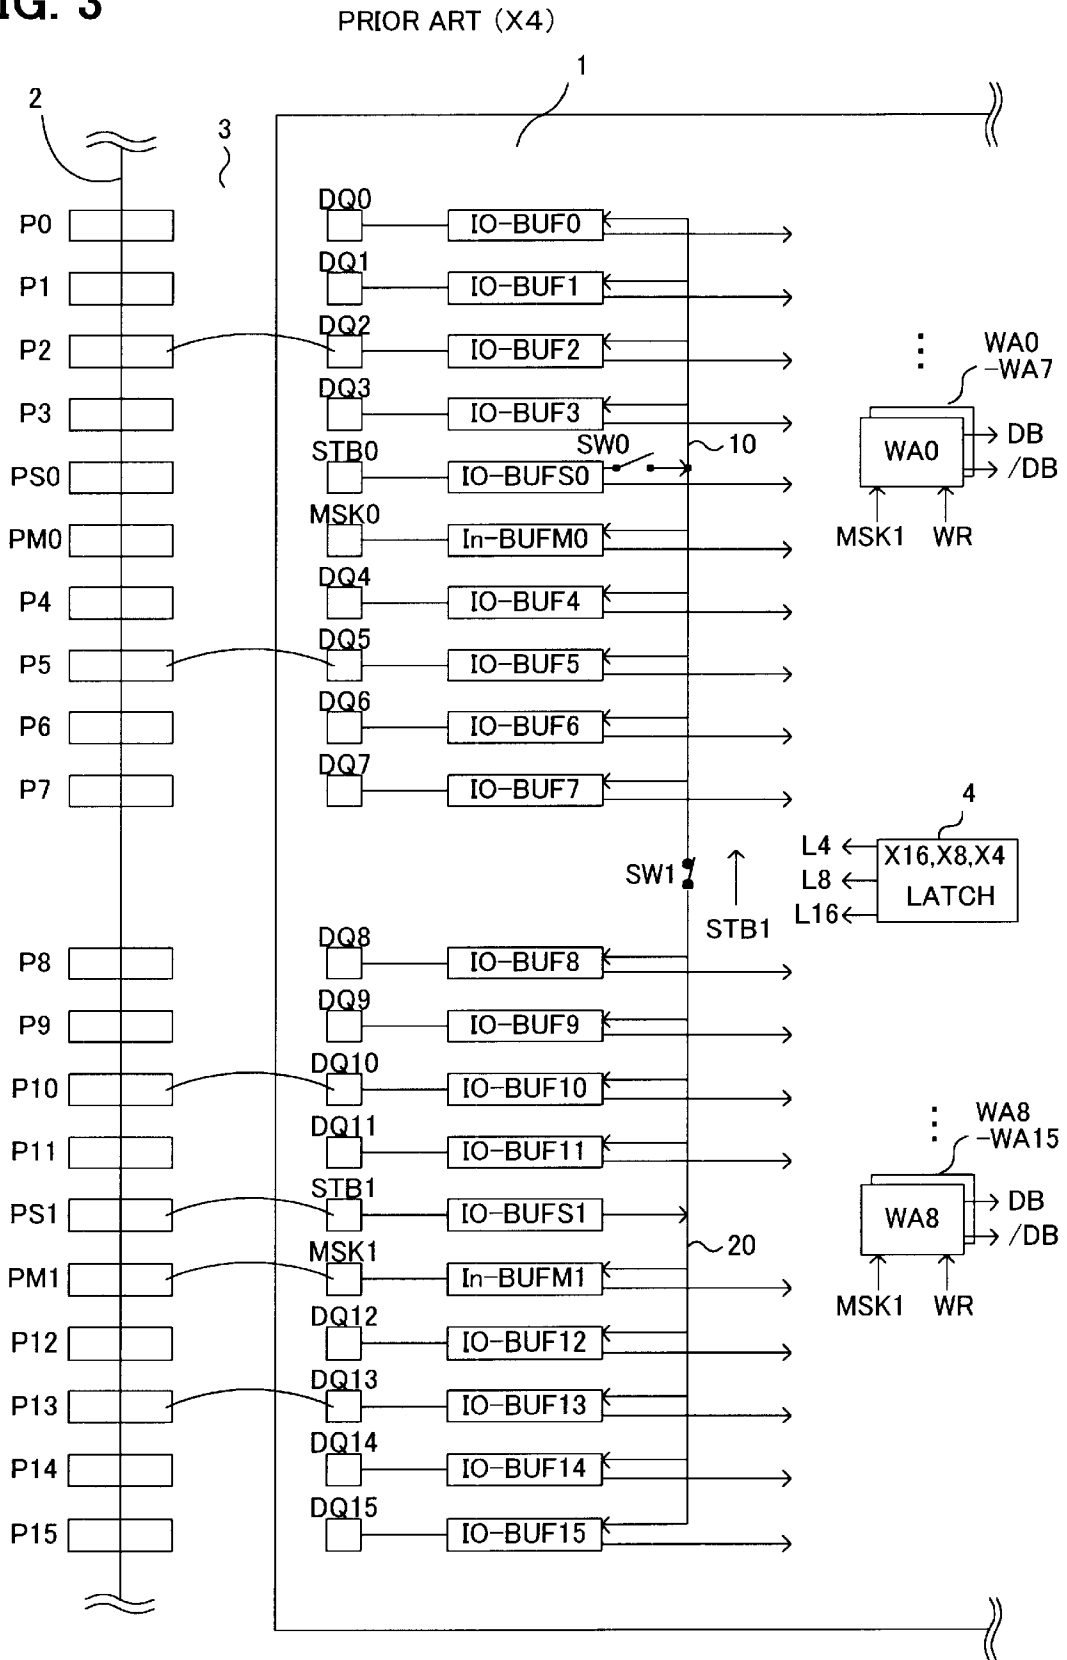 IG. 3
PRIOR ART (X4)
1
2
3
P0 DQ0 IO-BUF0
P1 DQ1 IO-BUF1
P2 DQ2 IO-BUF2
WA0
-WA7
P3 DQ3 IO-BUF3
10
WA0 DB
/DB
PS0 STB0 IO-BUFS0 SW0
MSK1 WR
PM0 MSK0 In-BUFM0
P4 DQ4 IO-BUF4
P5 DQ5 IO-BUF5
P6 DQ6 IO-BUF6
P7 DQ7 IO-BUF7
4
SW1
STB1
L4 X16,X8,X4
L8 LATCH
L16
P8 DQ8 IO-BUF8
P9 DQ9 IO-BUF9
P10 DQ10 IO-BUF10
P11 DQ11 IO-BUF11
WA8
-WA15
PS1 STB1 IO-BUFS1
20
WA8 DB
/DB
PM1 MSK1 In-BUFM1
MSK1 WR
P12 DQ12 IO-BUF12
P13 DQ13 IO-BUF13
P14 DQ14 IO-BUF14
P15 DQ15 IO-BUF15